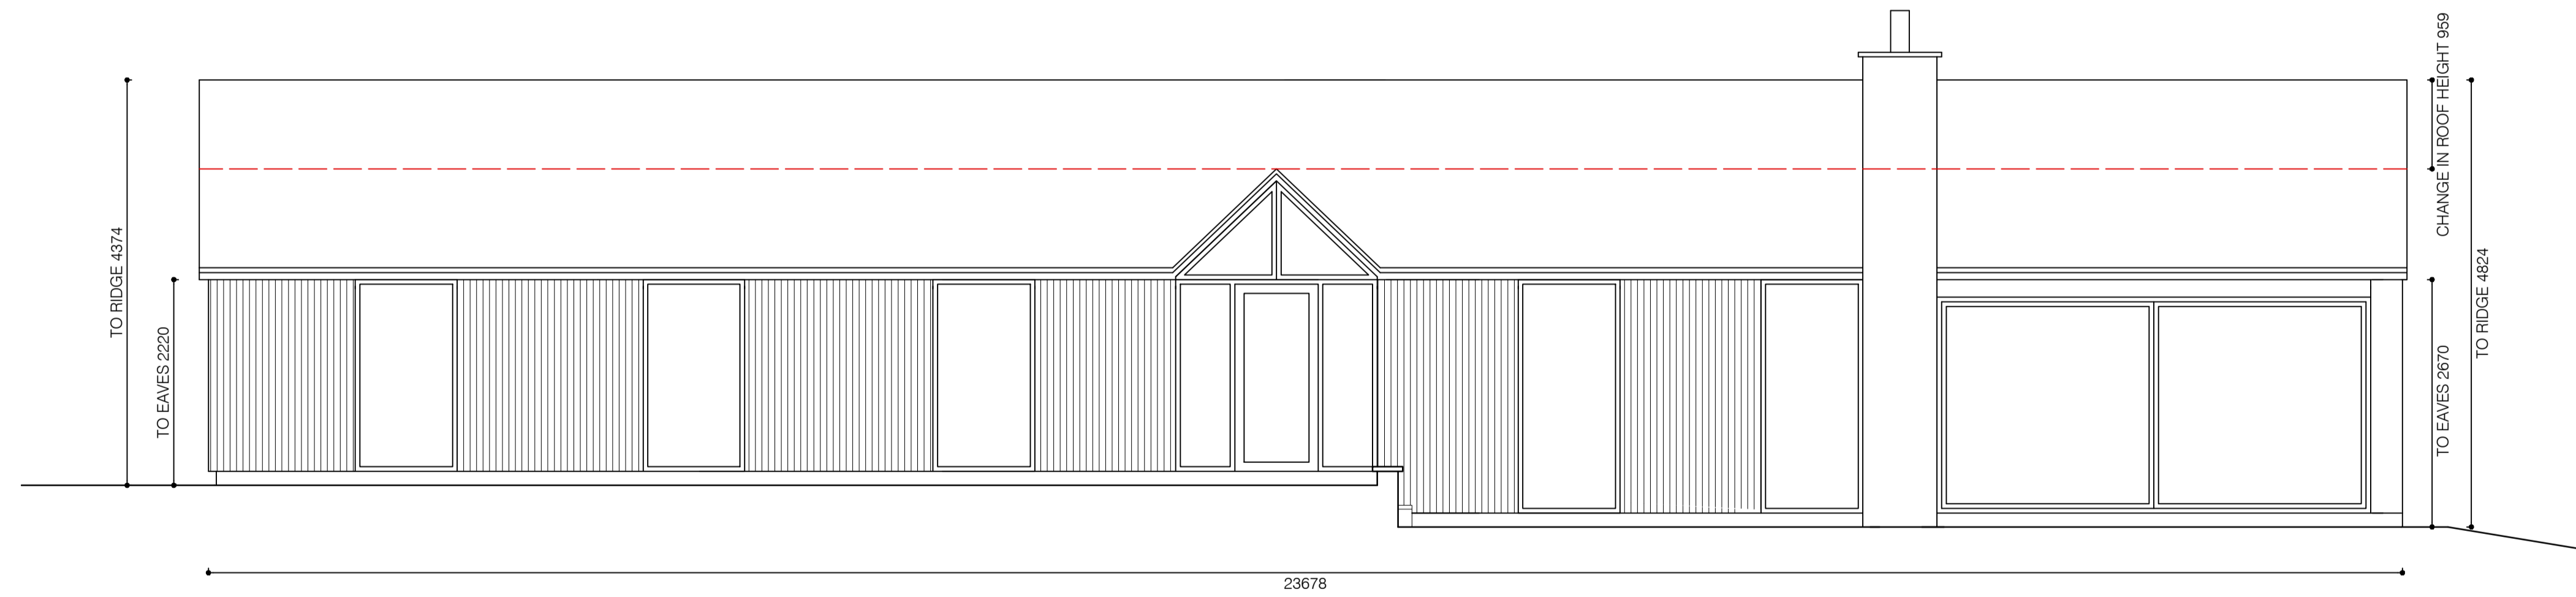 TO RIDGE 4374
TO EAVES 2220
CHANGE IN ROOF HEIGHT 959
TO EAVES 2670
TO RIDGE 4824
23678